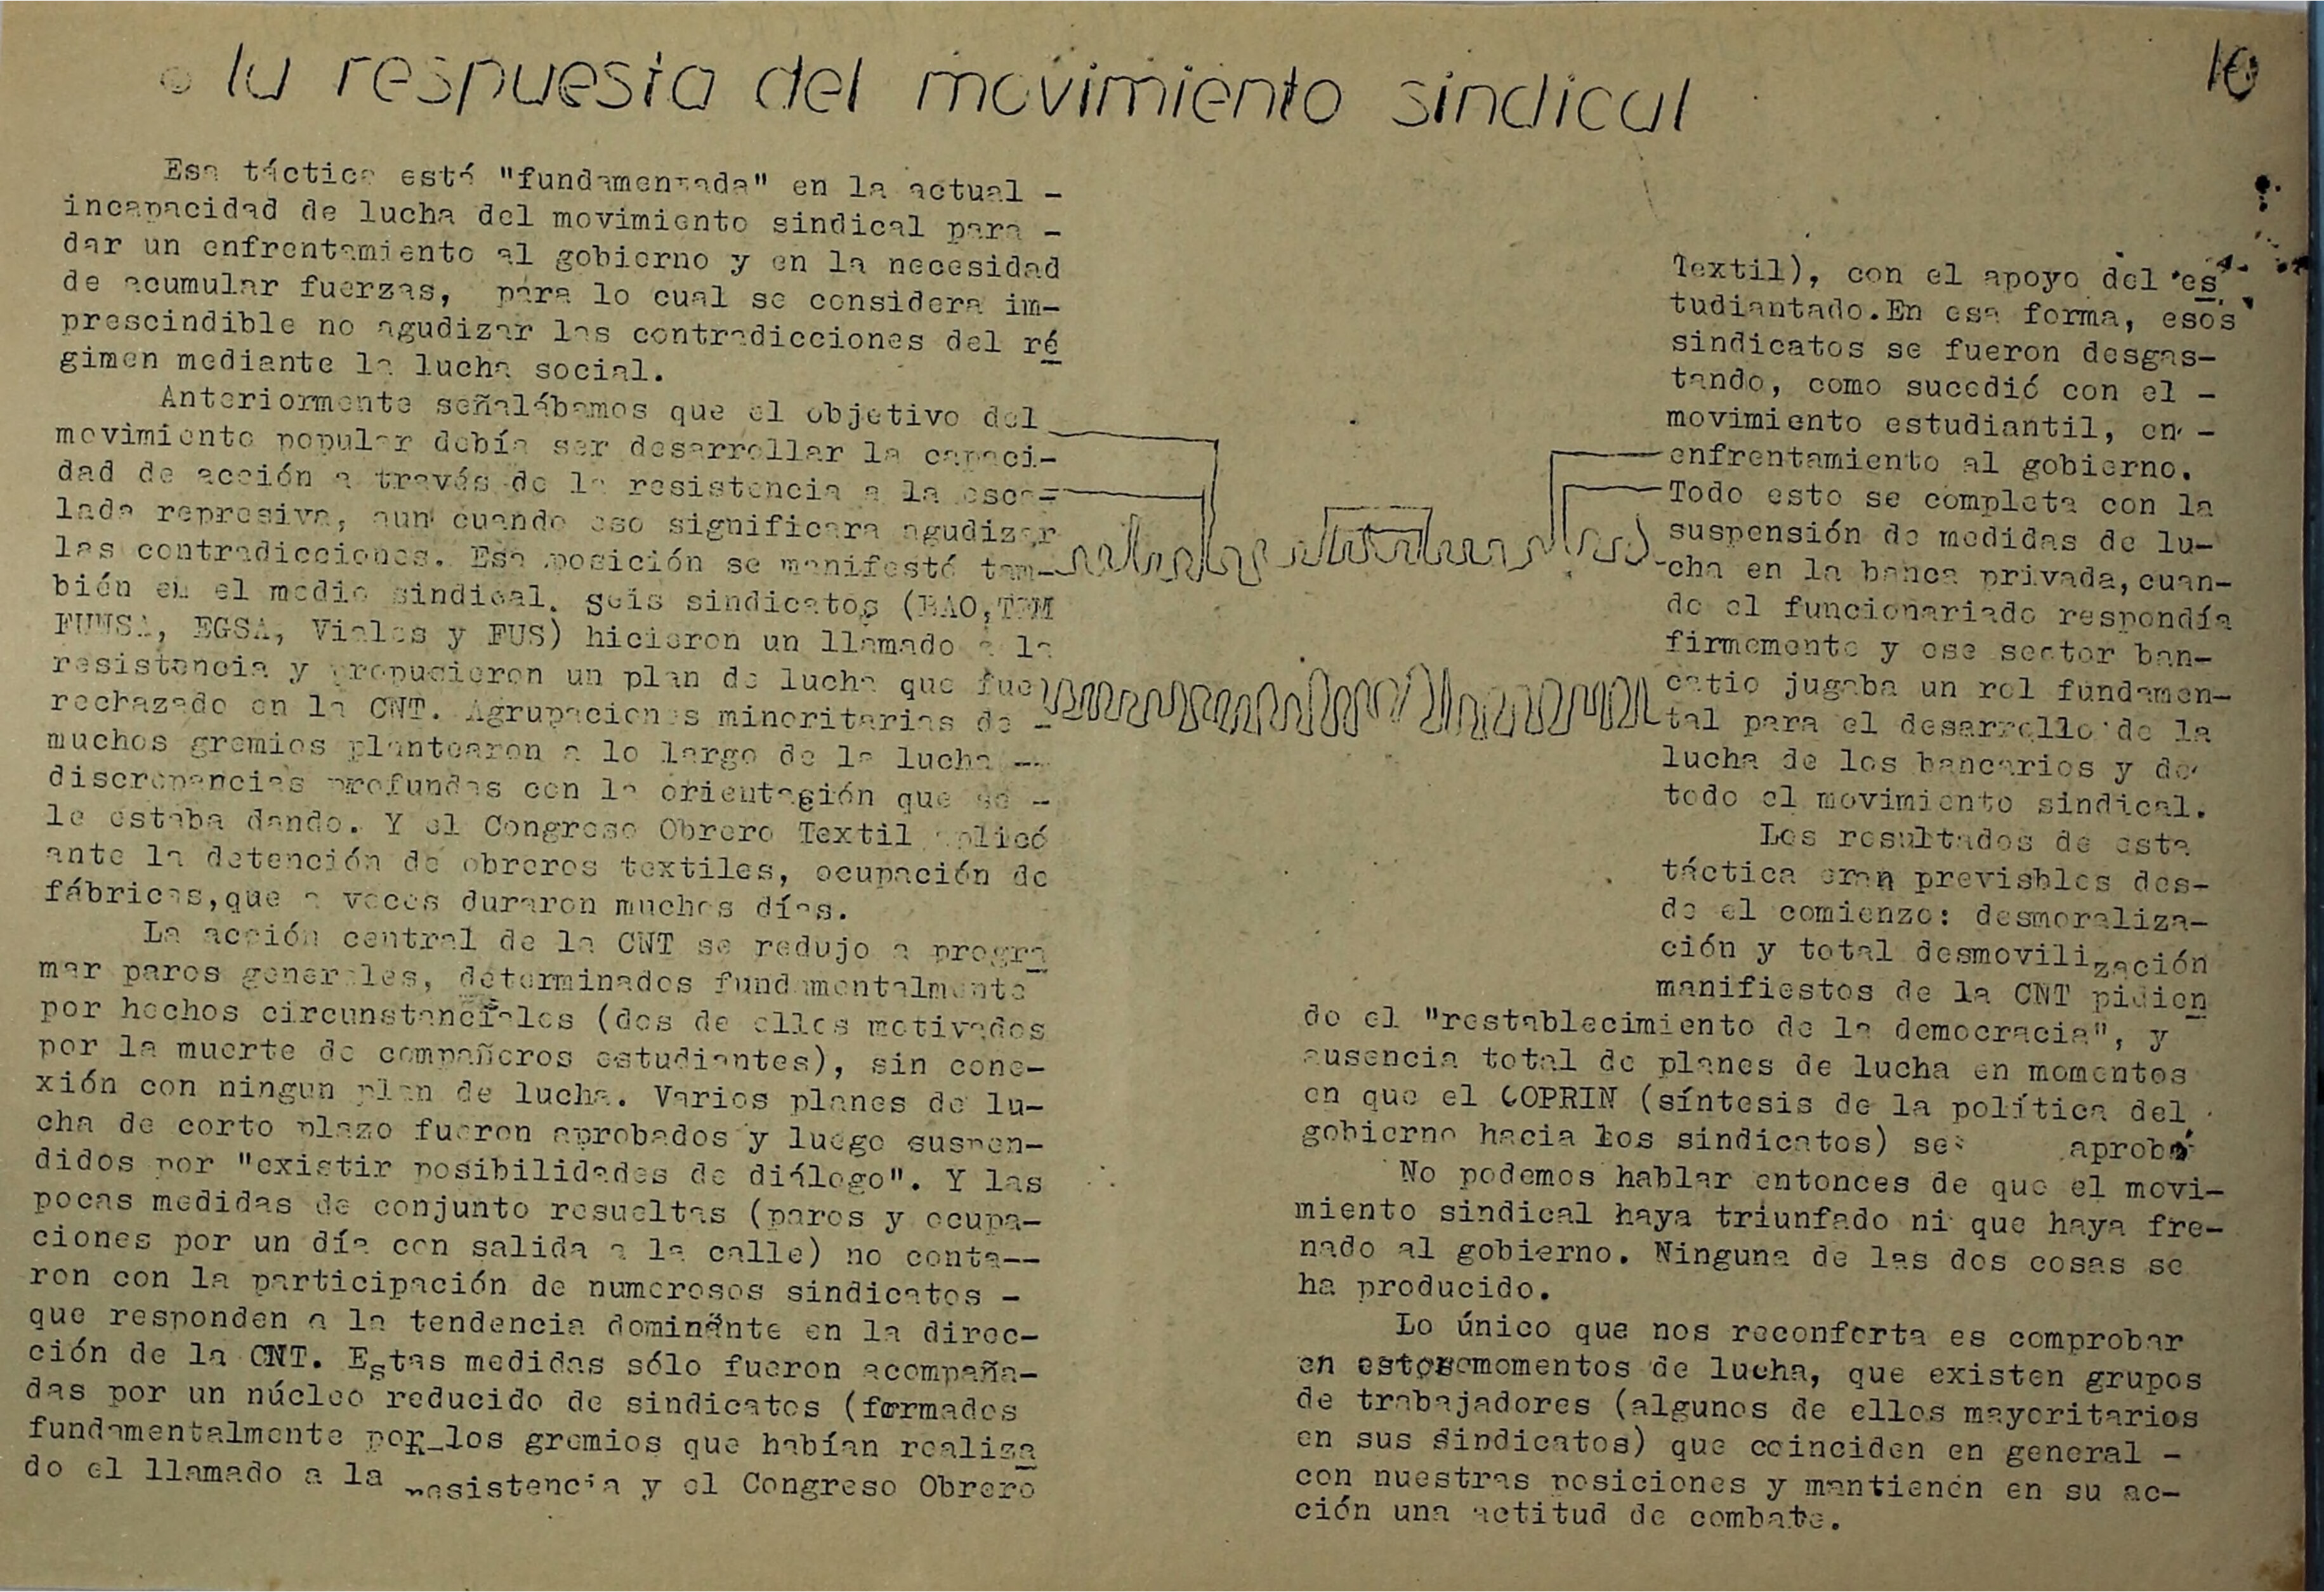 la respuesta del movimiento sindical
10
Esa táctica está "fundamentada" en la actual -
incapacidad de lucha del movimiento sindical para -
dar un enfrentamiento al gobierno y en la necesidad
de acumular fuerzas, para lo cual se considera im-
prescindible no agudizar las contradicciones del ré
gimen mediante la lucha social.
Anteriormente señalábamos que el objetivo del
movimiento popular debía ser desarrollar la capaci-
dad de acción a través de la resistencia a la esca-
lada represiva, aun cuando eso significara agudizar
las contradicciones. Esa posición se manifestó tam-
bién en el medio sindical. Seis sindicatos (BAO,TEM
FUNSA, EGSA, Viales y FUS) hicieron un llamado a la
resistencia y propusieron un plan de lucha que fue
rechazado en la CNT. Agrupaciones minoritarias de -
muchos gremios plantearon a lo largo de la lucha --
discrepancias profundas con la orientación que se -
le estaba dando. Y el Congreso Obrero Textil aplicó
ante la detención de obreros textiles, ocupación de
fábricas,que a veces duraron muchos días.
La acción central de la CNT se redujo a progra
mar paros generales, determinados fundamentalmente
por hechos circunstanciales (dos de ellos motivados
por la muerte de compañeros estudiantes), sin cone-
xión con ningun plan de lucha. Varios planes de lu-
cha de corto plazo fueron aprobados y luego suspen-
didos por "existir posibilidades de diálogo". Y las
pocas medidas de conjunto resueltas (paros y ocupa-
ciones por un día con salida a la calle) no conta--
ron con la participación de numerosos sindicatos -
que responden a la tendencia dominante en la direc-
ción de la CNT. Estas medidas sólo fueron acompaña-
das por un núcleo reducido de sindicatos (formados
fundamentalmente por los gremios que habían realiza
do el llamado a la resistencia y el Congreso Obrero
Textil), con el apoyo del es
tudiantado.En esa forma, esos
sindicatos se fueron desgas-
tando, como sucedió con el -
movimiento estudiantil, en -
enfrentamiento al gobierno.
Todo esto se completa con la
suspensión de medidas de lu-
cha en la banca privada,cuan-
do el funcionariado respondía
firmemente y ese sector ban-
catio jugaba un rol fundamen-
tal para el desarrollo de la
lucha de los bancarios y de
todo el movimiento sindical.
Los resultados de esta
táctica eran previsbles des-
de el comienzo: desmoraliza-
ción y total desmovilización
manifiestos de la CNT pidien
do el "restablecimiento de la democracia", y
ausencia total de planes de lucha en momentos
en que el COPRIN (síntesis de la política del
gobierno hacia los sindicatos) se aprobó
No podemos hablar entonces de que el movi-
miento sindical haya triunfado ni que haya fre-
nado al gobierno. Ninguna de las dos cosas se
ha producido.
Lo único que nos reconforta es comprobar
en estos momentos de lucha, que existen grupos
de trabajadores (algunos de ellos mayoritarios
en sus sindicatos) que coinciden en general -
con nuestras posiciones y mantienen en su ac-
ción una actitud de combate.